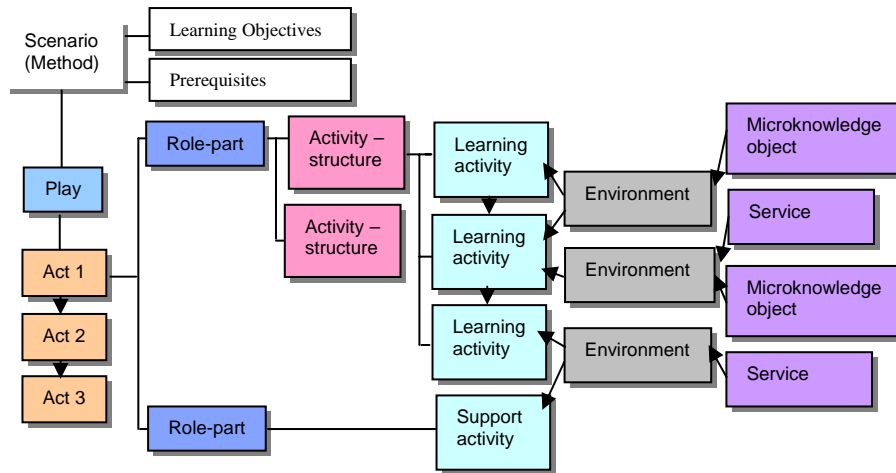 Scenario
(Method)
Learning Objectives
Prerequisites
Play
Act 1
Act 2
Act 3
Role-part
Role-part
Activity –
structure
Activity –
structure
Learning
activity
Learning
activity
Learning
activity
Support
activity
Environment
Environment
Environment
Microknowledge
object
Service
Microknowledge
object
Service